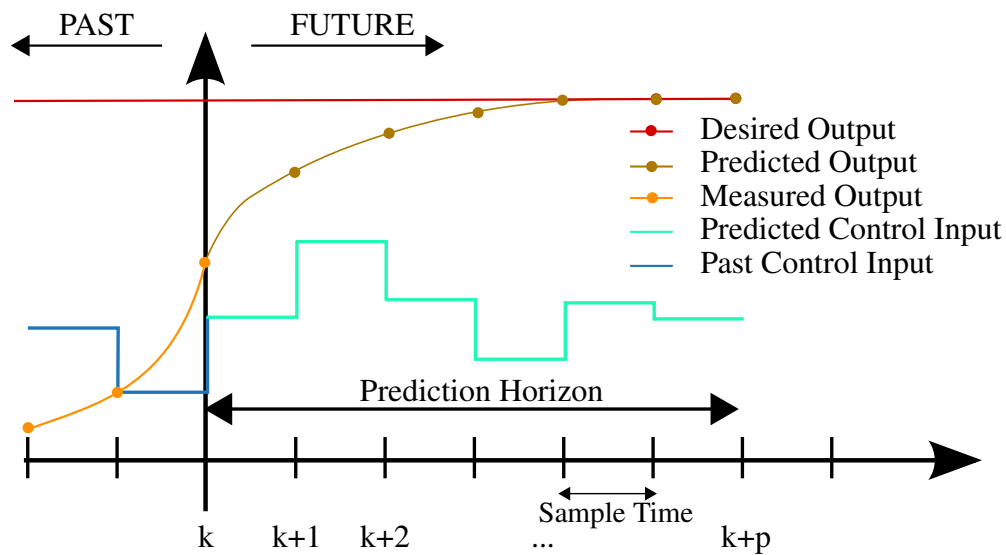 PAST
FUTURE
Desired Output
Predicted Output
Measured Output
Predicted Control Input
Past Control Input
Prediction Horizon
Sample Time
k
k+1
k+2
...
k+p